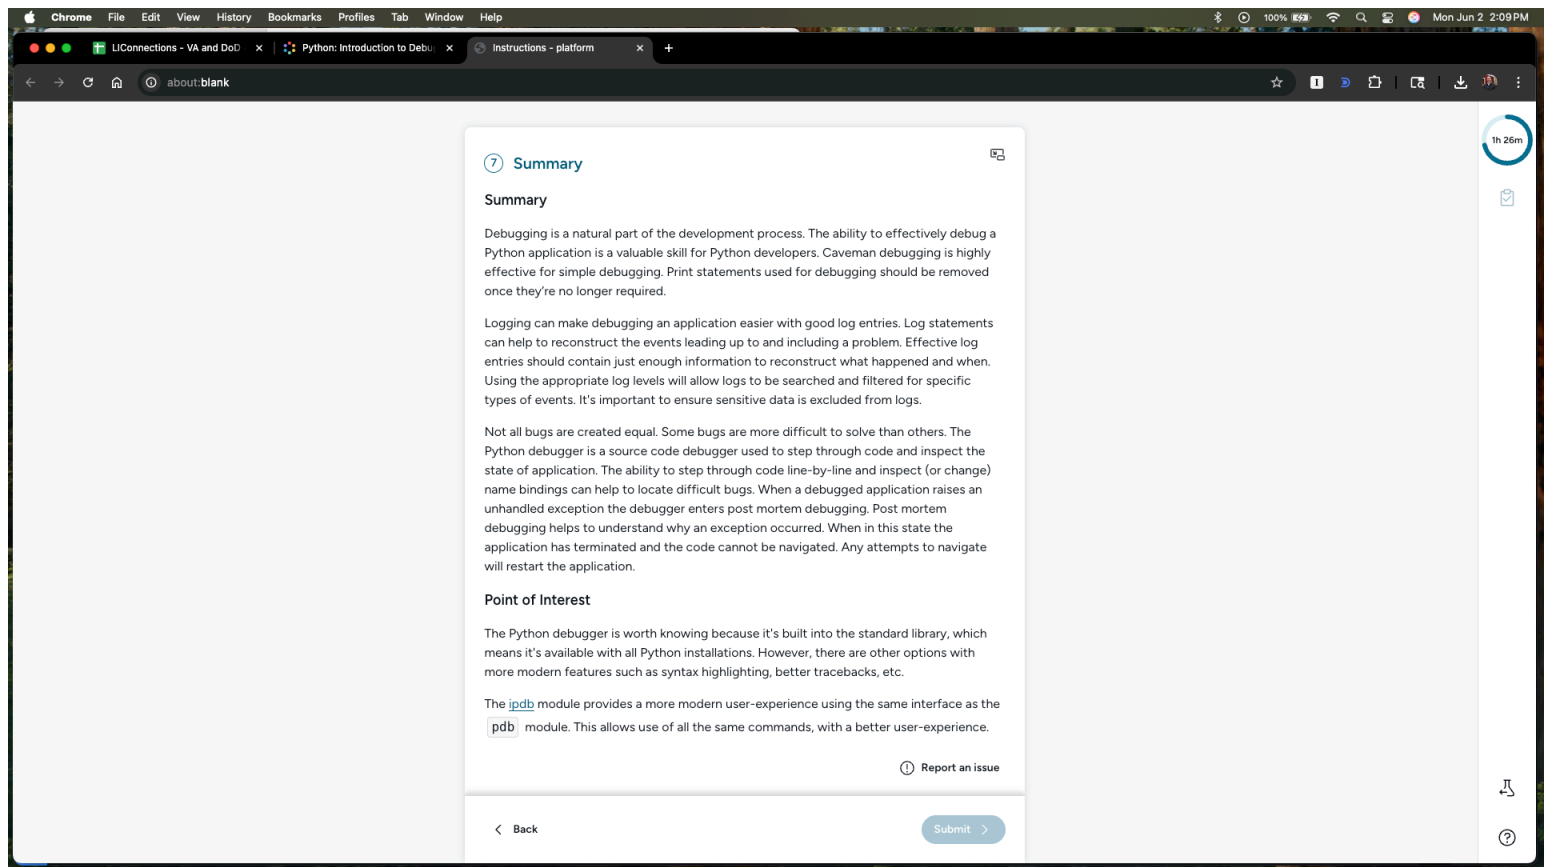 Chrome File Edit View History Bookmarks Profiles Tab Window Help 100% Mon Jun 2 2:09 PM
LIConnections - VA and DoD Python: Introduction to Debu Instructions - platform
about:blank
1h 26m
7 Summary
Summary
Debugging is a natural part of the development process. The ability to effectively debug a
Python application is a valuable skill for Python developers. Caveman debugging is highly
effective for simple debugging. Print statements used for debugging should be removed
once they're no longer required.
Logging can make debugging an application easier with good log entries. Log statements
can help to reconstruct the events leading up to and including a problem. Effective log
entries should contain just enough information to reconstruct what happened and when.
Using the appropriate log levels will allow logs to be searched and filtered for specific
types of events. It's important to ensure sensitive data is excluded from logs.
Not all bugs are created equal. Some bugs are more difficult to solve than others. The
Python debugger is a source code debugger used to step through code and inspect the
state of application. The ability to step through code line-by-line and inspect (or change)
name bindings can help to locate difficult bugs. When a debugged application raises an
unhandled exception the debugger enters post mortem debugging. Post mortem
debugging helps to understand why an exception occurred. When in this state the
application has terminated and the code cannot be navigated. Any attempts to navigate
will restart the application.
Point of Interest
The Python debugger is worth knowing because it's built into the standard library, which
means it's available with all Python installations. However, there are other options with
more modern features such as syntax highlighting, better tracebacks, etc.
The ipdb module provides a more modern user-experience using the same interface as the
pdb module. This allows use of all the same commands, with a better user-experience.
Report an issue
Back Submit